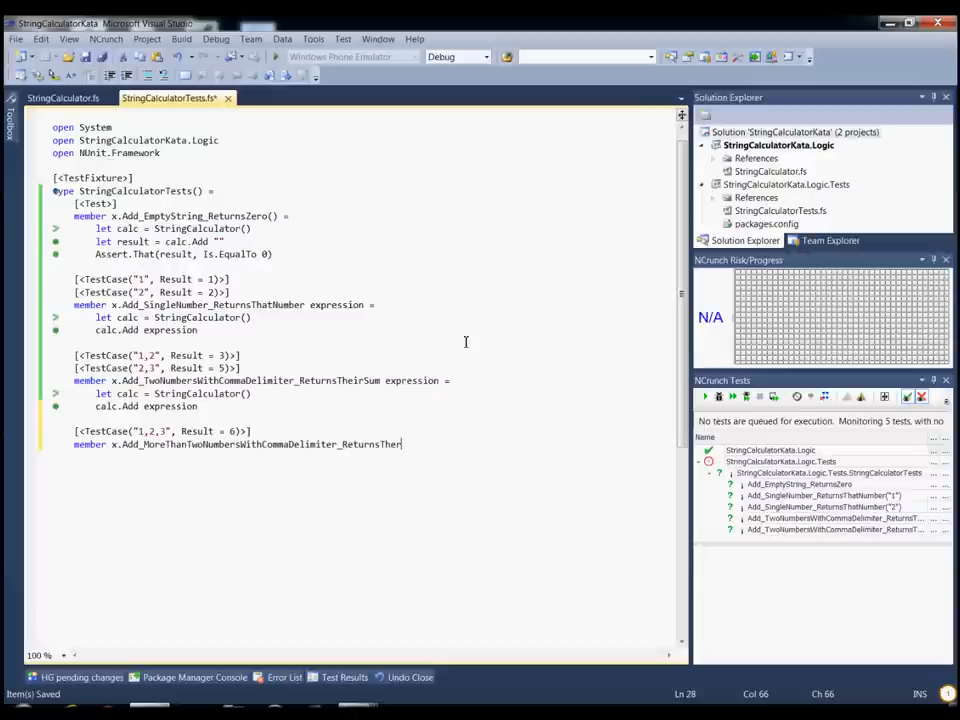 StringCalculatorKata Microsoft Visual Studio
File Edit View NCrunch Project Build Debug Team Data Tools Test Window Help
Windows Phone Emulator Debug
Toolbox
StringCalculator.fs StringCalculatorTests.fs*
open System
open StringCalculatorKata.Logic
open NUnit.Framework
[<TestFixture>]
type StringCalculatorTests() =
[<Test>]
member x.Add_EmptyString_ReturnsZero() =
let calc = StringCalculator()
let result = calc.Add ""
Assert.That(result, Is.EqualTo 0)
[<TestCase("1", Result = 1)>]
[<TestCase("2", Result = 2)>]
member x.Add_SingleNumber_ReturnsThatNumber expression =
let calc = StringCalculator()
calc.Add expression
[<TestCase("1,2", Result = 3)>]
[<TestCase("2,3", Result = 5)>]
member x.Add_TwoNumbersWithCommaDelimiter_ReturnsTheirSum expression =
let calc = StringCalculator()
calc.Add expression
[<TestCase("1,2,3", Result = 6)>]
member x.Add_MoreThanTwoNumbersWithCommaDelimiter_ReturnsTher
100 %
Solution Explorer
Solution 'StringCalculatorKata' (2 projects)
StringCalculatorKata.Logic
References
StringCalculator.fs
StringCalculatorKata.Logic.Tests
References
StringCalculatorTests.fs
packages.config
Solution Explorer Team Explorer
NCrunch Risk/Progress
N/A
NCrunch Tests
No tests are queued for execution. Monitoring 5 tests, with no
Name
StringCalculatorKata.Logic ... ...
StringCalculatorKata.Logic.Tests ... ...
StringCalculatorKata.Logic.Tests.StringCalculatorTests ... ...
Add_EmptyString_ReturnsZero ... ...
Add_SingleNumber_ReturnsThatNumber("1") ... ...
Add_SingleNumber_ReturnsThatNumber("2") ... ...
Add_TwoNumbersWithCommaDelimiter_ReturnsT... ... ...
Add_TwoNumbersWithCommaDelimiter_ReturnsT... ... ...
HG pending changes Package Manager Console Error List Test Results Undo Close
Item(s) Saved Ln 28 Col 66 Ch 66 INS 1